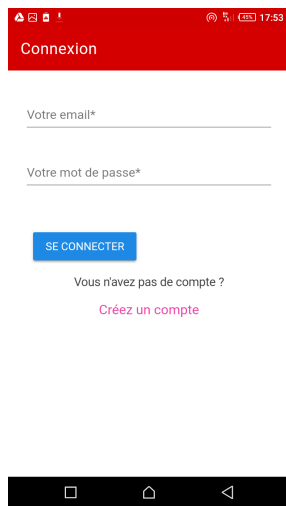 45% 17:53
Connexion
Votre email*
Votre mot de passe*
SE CONNECTER
Vous n'avez pas de compte ?
Créez un compte